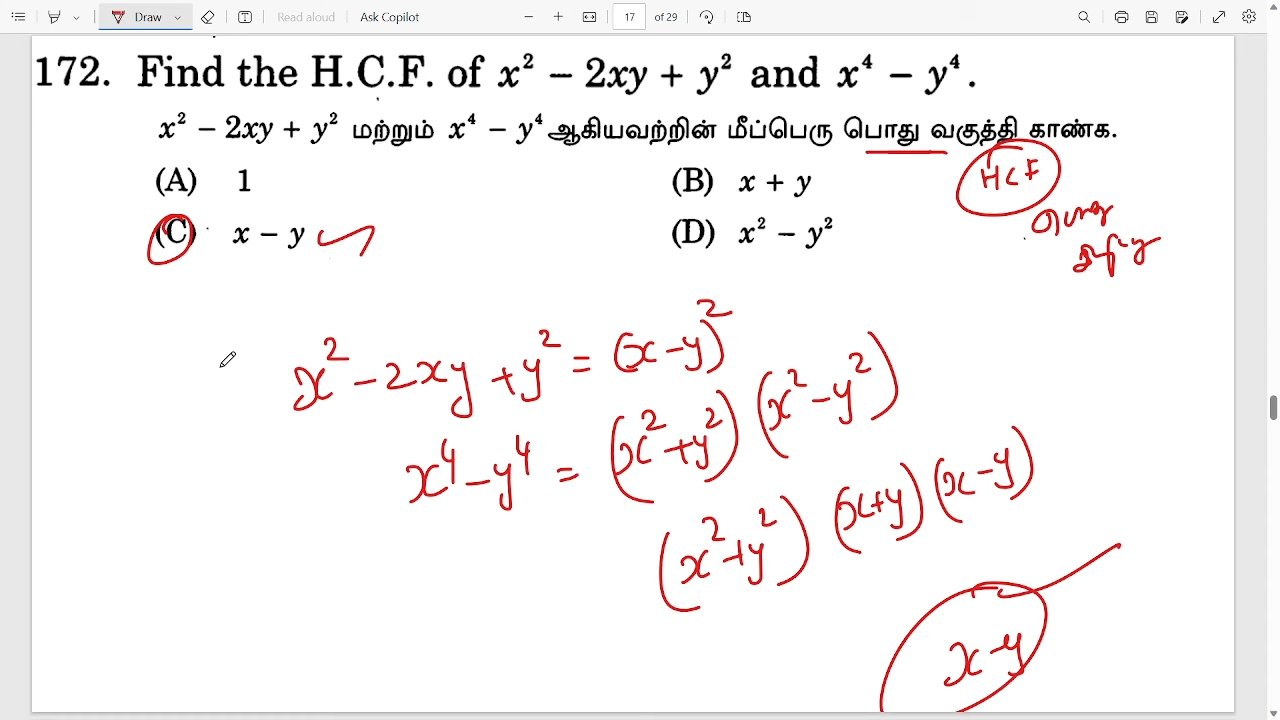 Draw
Read aloud
Ask Copilot
17 of 29
172. Find the H.C.F. of x² − 2xy + y² and x⁴ − y⁴.
x² − 2xy + y² மற்றும் x⁴ − y⁴ ஆகியவற்றின் மீப்பெரு பொது வகுத்தி காண்க.
(A) 1
(B) x + y
(C) x − y
(D) x² − y²
HCF
x² − 2xy + y² = (x − y)²
x⁴ − y⁴ = (x² + y²) (x² − y²)
(x² + y²) (x + y) (x − y)
x − y